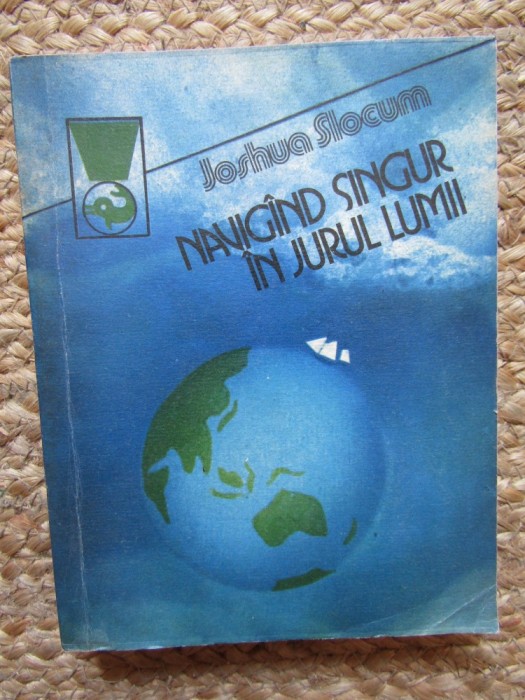 Joshua Slocum
NAVIGÎND SINGUR
ÎN JURUL LUMII